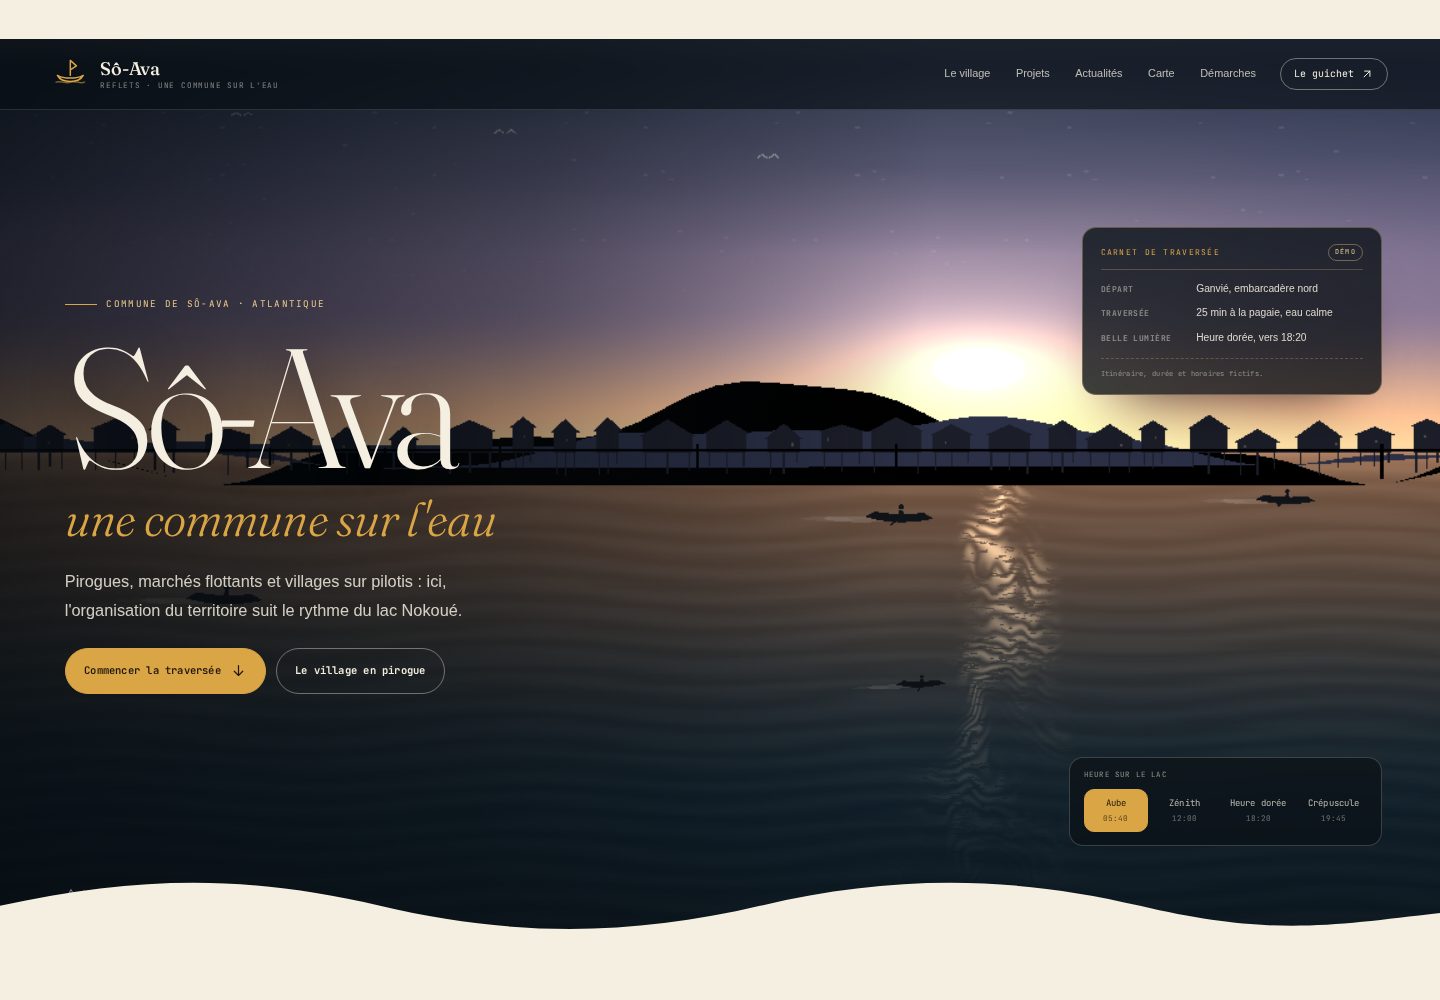 Sô-Ava
REFLETS · UNE COMMUNE SUR L'EAU
Le village
Projets
Actualités
Carte
Démarches
Le guichet
CARNET DE TRAVERSÉE
DÉMO
DÉPART
Ganvié, embarcadère nord
TRAVERSÉE
25 min à la pagaie, eau calme
BELLE LUMIÈRE
Heure dorée, vers 18:20
Itinéraire, durée et horaires fictifs.
COMMUNE DE SÔ-AVA · ATLANTIQUE
Sô-Ava
une commune sur l'eau
Pirogues, marchés flottants et villages sur pilotis : ici,
l'organisation du territoire suit le rythme du lac Nokoué.
Commencer la traversée
Le village en pirogue
HEURE SUR LE LAC
Aube
05:40
Zénith
12:00
Heure dorée
18:20
Crépuscule
19:45